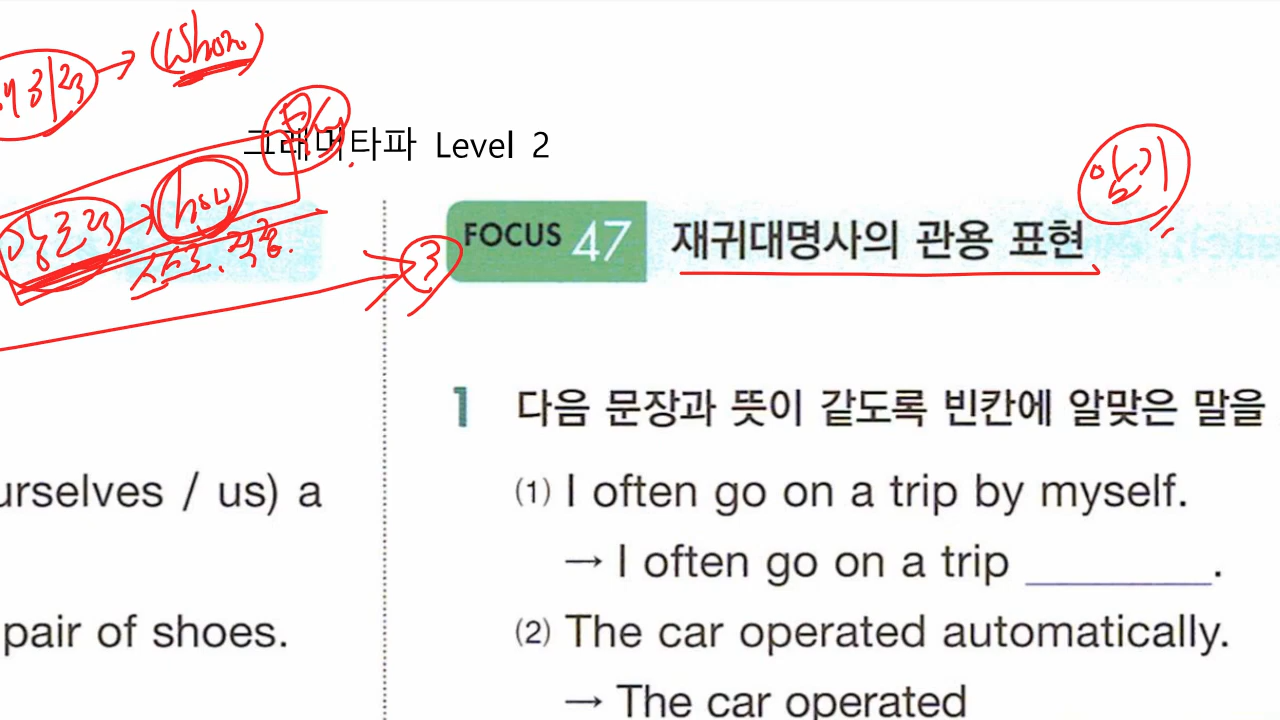 (whom)
그래머타파 Level 2
암기
how
FOCUS 47 재귀대명사의 관용 표현
3
urselves / us) a
pair of shoes.
1 다음 문장과 뜻이 같도록 빈칸에 알맞은 말을
(1) I often go on a trip by myself.
→ I often go on a trip ________.
(2) The car operated automatically.
→ The car operated